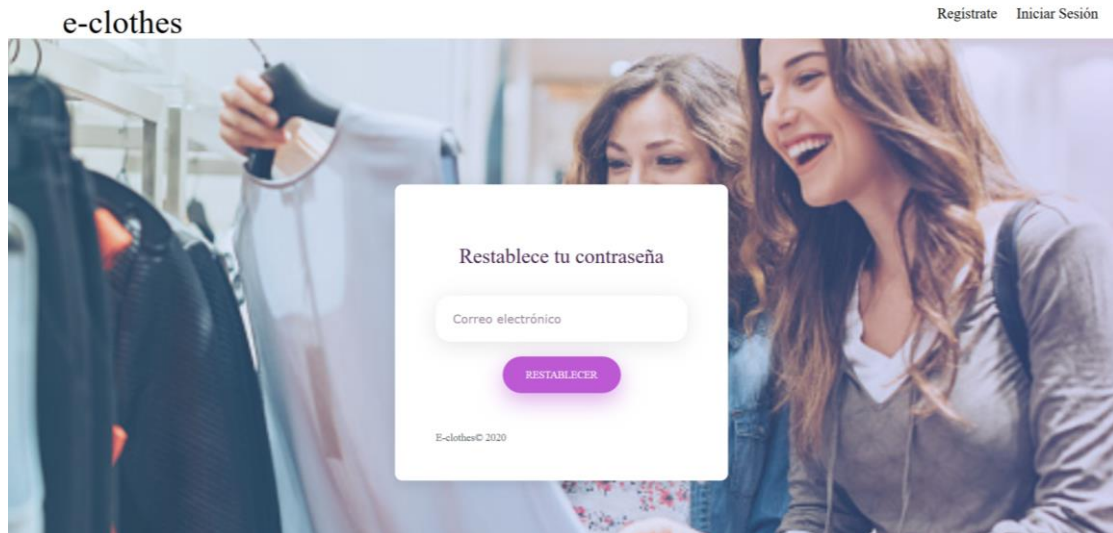 e-clothes
Registrate
Iniciar Sesión
Restablece tu contraseña
Correo electrónico
RESTABLECER
E-clothes© 2020